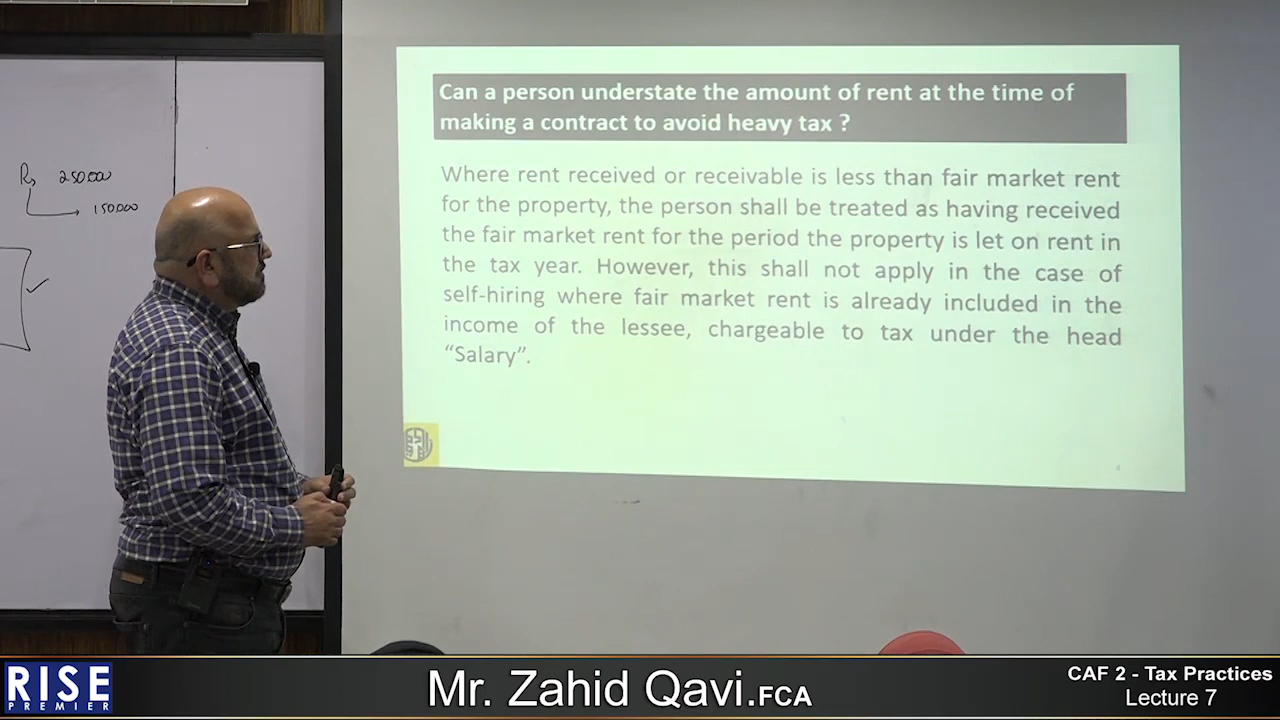 Rs 250000
150000
Can a person understate the amount of rent at the time of
making a contract to avoid heavy tax ?
Where rent received or receivable is less than fair market rent
for the property, the person shall be treated as having received
the fair market rent for the period the property is let on rent in
the tax year. However, this shall not apply in the case of
self-hiring where fair market rent is already included in the
income of the lessee, chargeable to tax under the head
“Salary”.
RISE
PREMIER
Mr. Zahid Qavi.FCA
CAF 2 - Tax Practices
Lecture 7